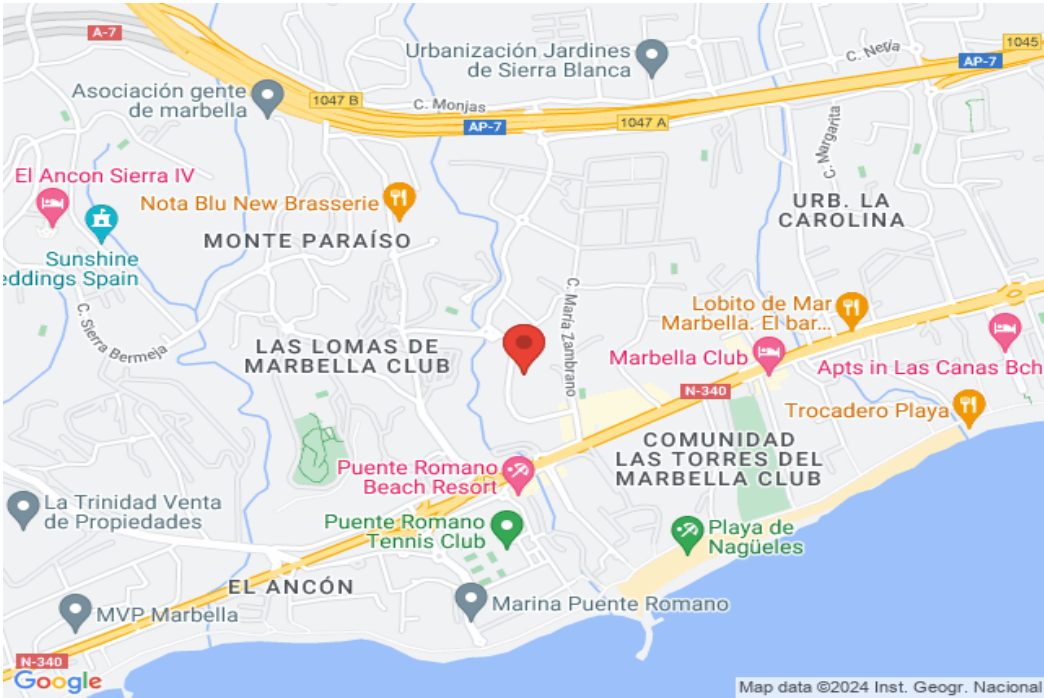 A-7
Urbanización Jardines
de Sierra Blanca
C. Nerja
1045
AP-7
Asociación gente
de marbella
1047 B
C. Monjas
AP-7
1047 A
C. Margarita
El Ancon Sierra IV
Nota Blu New Brasserie
URB. LA
CAROLINA
MONTE PARAÍSO
Sunshine
eddings Spain
C. Sierra Bermeja
C. María Zambrano
Lobito de Mar
Marbella. El bar...
LAS LOMAS DE
MARBELLA CLUB
Marbella Club
Apts in Las Canas Bch
N-340
Trocadero Playa
COMUNIDAD
LAS TORRES DEL
MARBELLA CLUB
Puente Romano
Beach Resort
La Trinidad Venta
de Propiedades
Puente Romano
Tennis Club
Playa de
Nagüeles
EL ANCÓN
MVP Marbella
Marina Puente Romano
N-340
Google
Map data ©2024 Inst. Geogr. Nacional